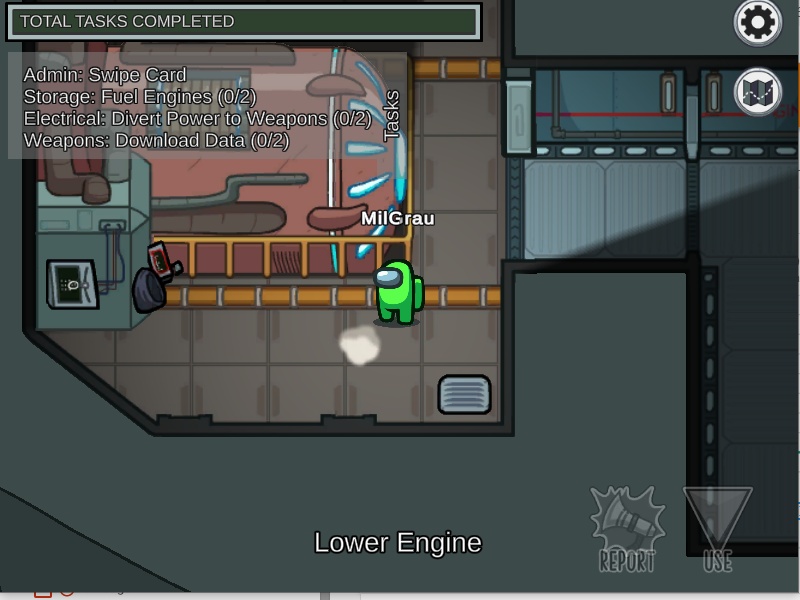 TOTAL TASKS COMPLETED
Admin: Swipe Card
Storage: Fuel Engines (0/2)
Electrical: Divert Power to Weapons (0/2)
Weapons: Download Data (0/2)
Tasks
MilGrau
Lower Engine
REPORT
USE